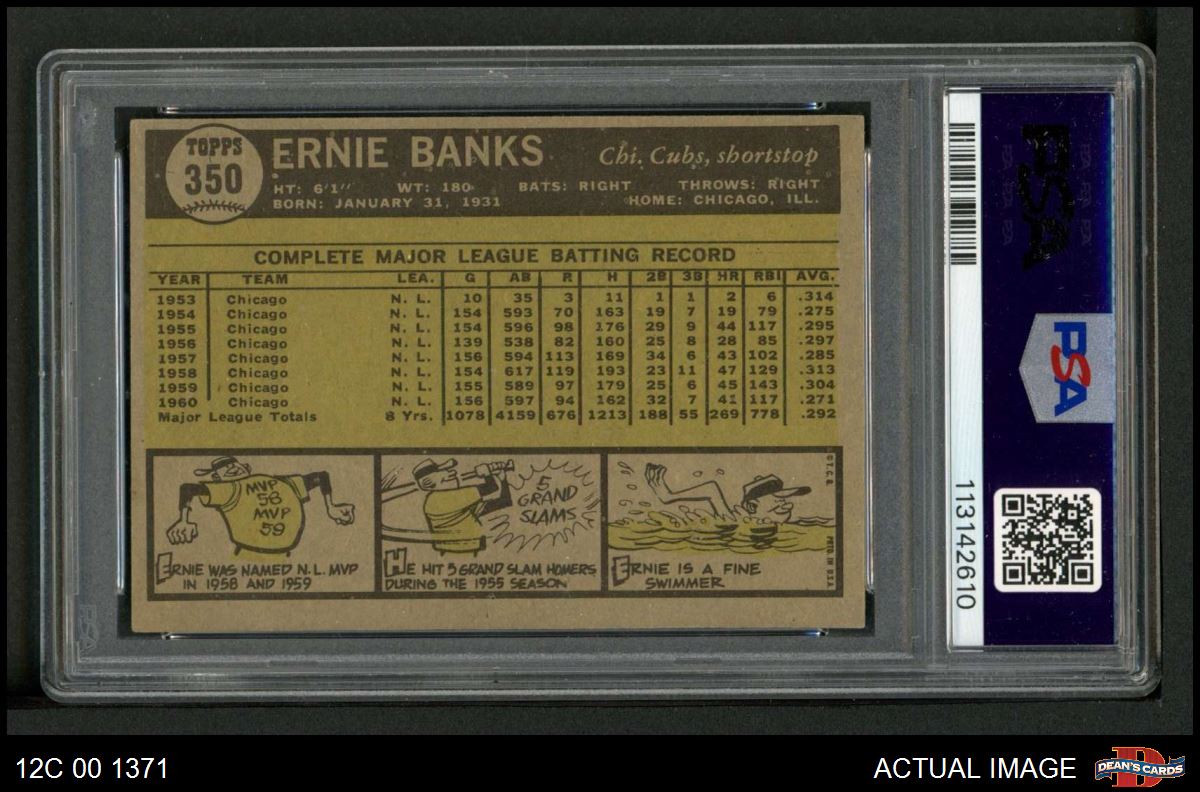 TOPPS
350
ERNIE BANKS
Chi. Cubs, shortstop
HT: 6'1" WT: 180 BATS: RIGHT THROWS: RIGHT
BORN: JANUARY 31, 1931 HOME: CHICAGO, ILL.
COMPLETE MAJOR LEAGUE BATTING RECORD
YEAR TEAM LEA. G AB R H 2B 3B HR RBI AVG.
1953 Chicago N. L. 10 35 3 11 1 1 2 6 .314
1954 Chicago N. L. 154 593 70 163 19 7 19 79 .275
1955 Chicago N. L. 154 596 98 176 29 9 44 117 .295
1956 Chicago N. L. 139 538 82 160 25 8 28 85 .297
1957 Chicago N. L. 156 594 113 169 34 6 43 102 .285
1958 Chicago N. L. 154 617 119 193 23 11 47 129 .313
1959 Chicago N. L. 155 589 97 179 25 6 45 143 .304
1960 Chicago N. L. 156 597 94 162 32 7 41 117 .271
Major League Totals 8 Yrs. 1078 4159 676 1213 188 55 269 778 .292
MVP
58
MVP
59
ERNIE WAS NAMED N.L. MVP
IN 1958 AND 1959
5
GRAND
SLAMS
HE HIT 5 GRAND SLAM HOMERS
DURING THE 1955 SEASON
ERNIE IS A FINE
SWIMMER
© T.C.G.
PRTD. IN U.S.A.
PSA
PSA
113142610
12C 00 1371
ACTUAL IMAGE
DEAN'S CARDS